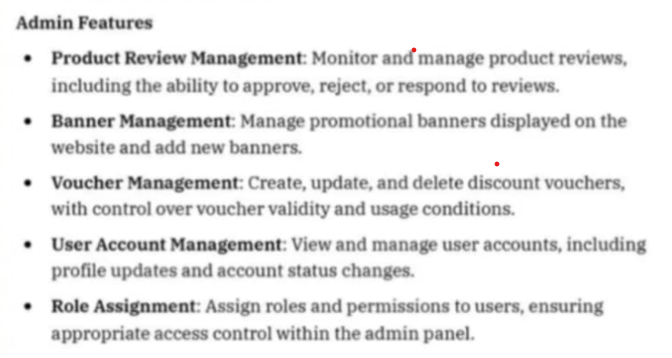 Admin Features
• Product Review Management: Monitor and manage product reviews,
including the ability to approve, reject, or respond to reviews.
• Banner Management: Manage promotional banners displayed on the
website and add new banners.
• Voucher Management: Create, update, and delete discount vouchers,
with control over voucher validity and usage conditions.
• User Account Management: View and manage user accounts, including
profile updates and account status changes.
• Role Assignment: Assign roles and permissions to users, ensuring
appropriate access control within the admin panel.